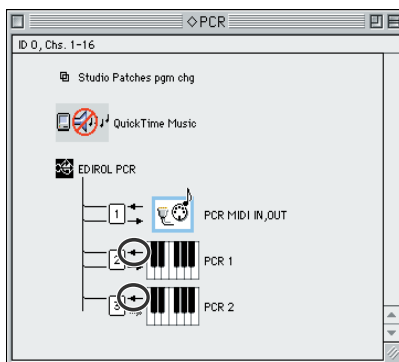 ◇PCR
ID 0, Chs. 1-16
Studio Patches pgm chg
QuickTime Music
EDIROL PCR
1 PCR MIDI IN,OUT
2 PCR 1
3 PCR 2